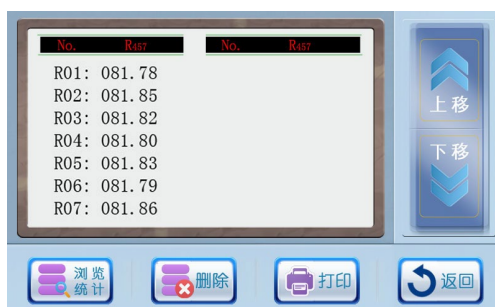 No. R457 No. R457
R01: 081.78
R02: 081.85
R03: 081.82
R04: 081.80
R05: 081.83
R06: 081.79
R07: 081.86
上移
下移
浏览
统计
删除
打印
返回